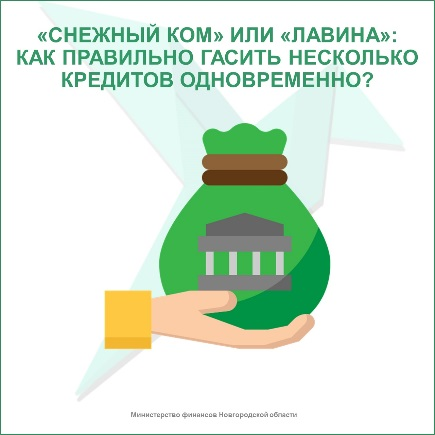 «СНЕЖНЫЙ КОМ» ИЛИ «ЛАВИНА»:
КАК ПРАВИЛЬНО ГАСИТЬ НЕСКОЛЬКО
КРЕДИТОВ ОДНОВРЕМЕННО?
Министерство финансов Новгородской области